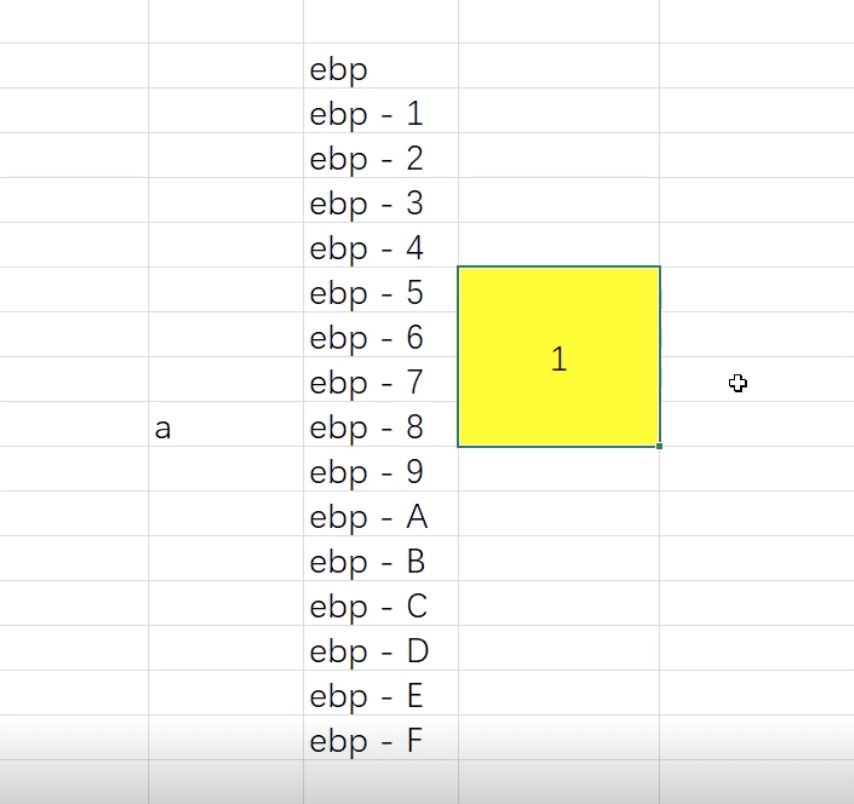 ebp
ebp - 1
ebp - 2
ebp - 3
ebp - 4
ebp - 5
ebp - 6
1
ebp - 7
a ebp - 8
ebp - 9
ebp - A
ebp - B
ebp - C
ebp - D
ebp - E
ebp - F